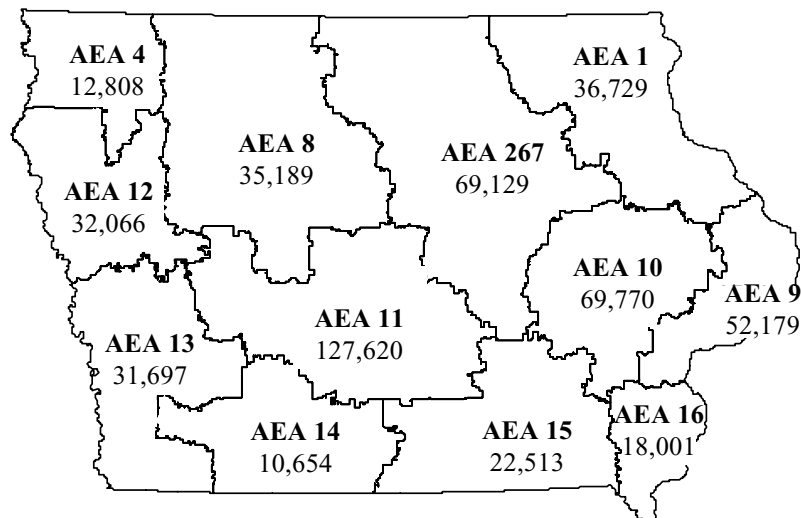 AEA 4
12,808
AEA 1
36,729
AEA 8
35,189
AEA 267
69,129
AEA 12
32,066
AEA 10
69,770
AEA 9
52,179
AEA 11
127,620
AEA 13
31,697
AEA 14
10,654
AEA 15
22,513
AEA 16
18,001